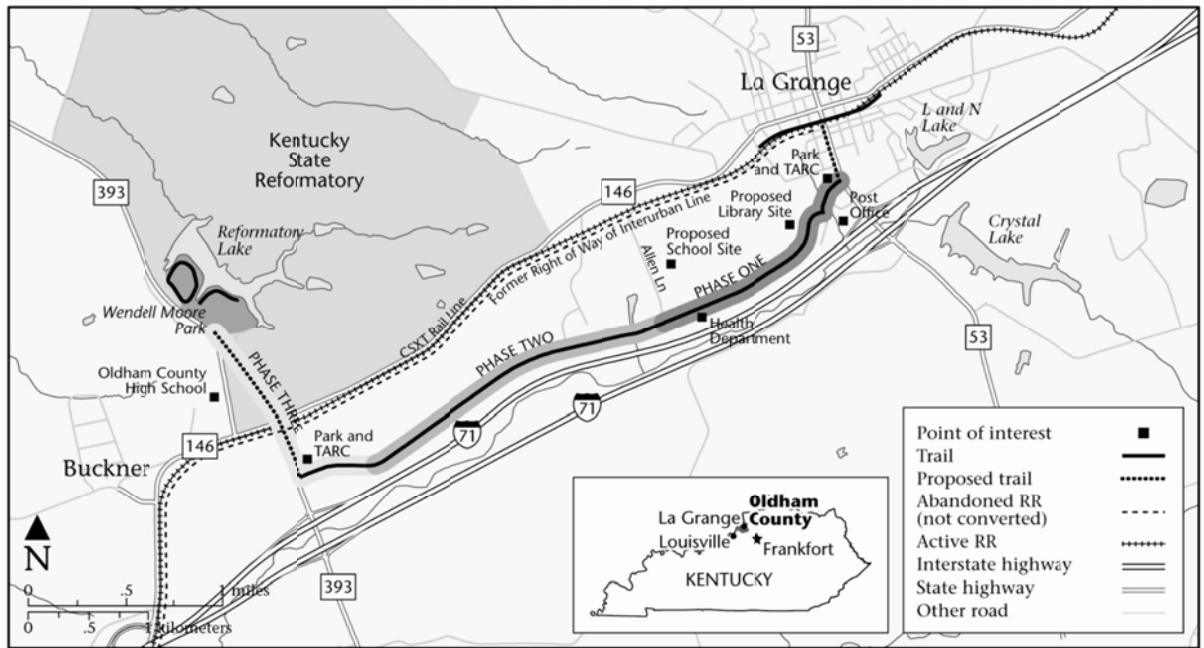 53
La Grange
L and N
Lake
Kentucky
State
Reformatory
393
146
Park
and TARC
Proposed
Library Site
Post
Office
Crystal
Lake
Reformatory
Lake
Proposed
School Site
Former Right of Way of Interurban Line
Allen Ln
PHASE ONE
Wendell Moore
Park
CSXT Rail Line
Health
Department
53
PHASE TWO
PHASE THREE
Oldham County
High School
71
71
146
Park and
TARC
Buckner
N
393
0 .5 1 miles
0 .5 1 kilometers
Oldham
County
La Grange
Louisville
Frankfort
KENTUCKY
Point of interest
Trail
Proposed trail
Abandoned RR
(not converted)
Active RR
Interstate highway
State highway
Other road